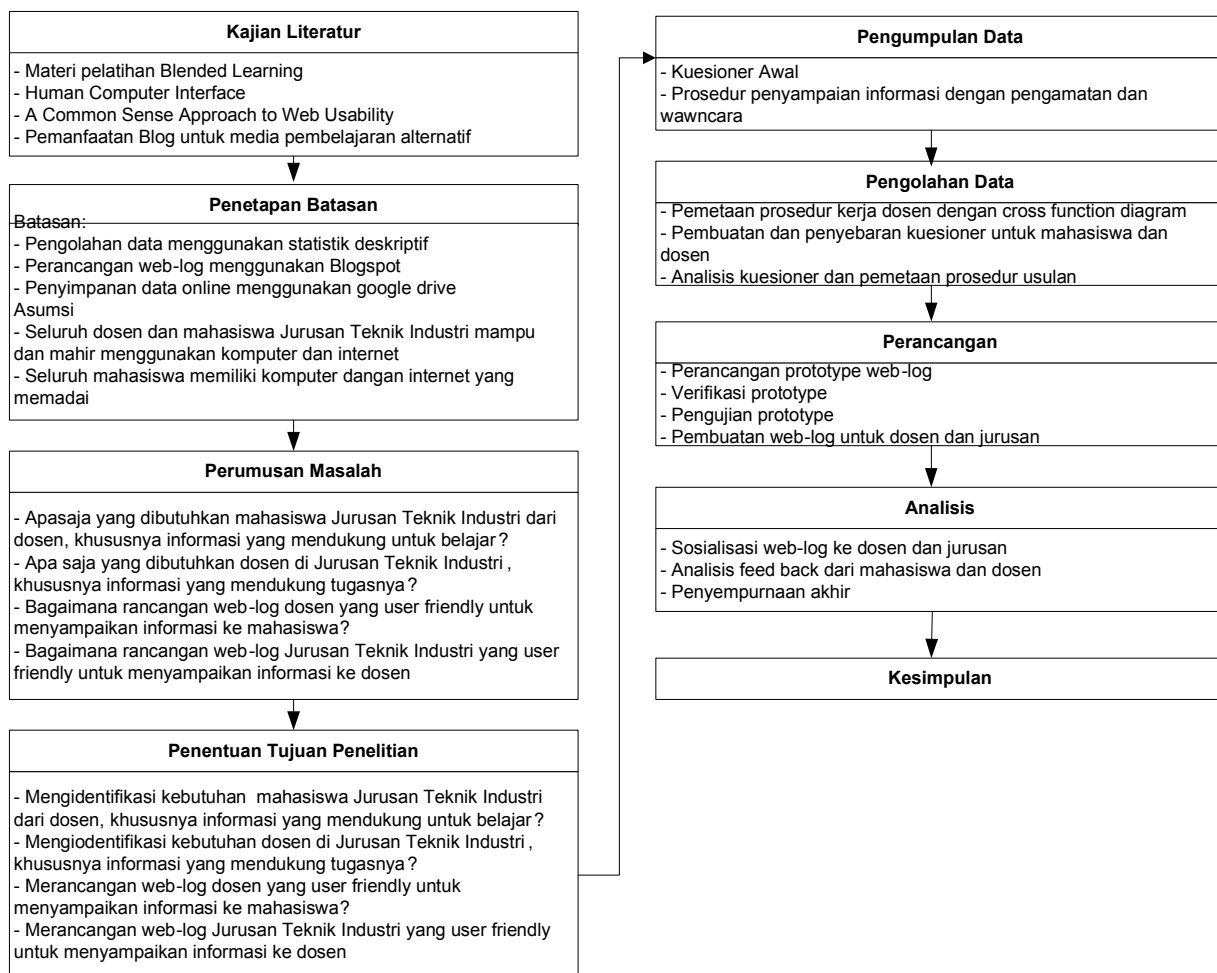 Kajian Literatur
- Materi pelatihan Blended Learning
- Human Computer Interface
- A Common Sense Approach to Web Usability
- Pemanfaatan Blog untuk media pembelajaran alternatif
Penetapan Batasan
Batasan:
- Pengolahan data menggunakan statistik deskriptif
- Perancangan web-log menggunakan Blogspot
- Penyimpanan data online menggunakan google drive
Asumsi
- Seluruh dosen dan mahasiswa Jurusan Teknik Industri mampu
dan mahir menggunakan komputer dan internet
- Seluruh mahasiswa memiliki komputer dangan internet yang
memadai
Perumusan Masalah
- Apasaja yang dibutuhkan mahasiswa Jurusan Teknik Industri dari
dosen, khususnya informasi yang mendukung untuk belajar?
- Apa saja yang dibutuhkan dosen di Jurusan Teknik Industri,
khususnya informasi yang mendukung tugasnya?
- Bagaimana rancangan web-log dosen yang user friendly untuk
menyampaikan informasi ke mahasiswa?
- Bagaimana rancangan web-log Jurusan Teknik Industri yang user
friendly untuk menyampaikan informasi ke dosen
Penentuan Tujuan Penelitian
- Mengidentifikasi kebutuhan mahasiswa Jurusan Teknik Industri
dari dosen, khususnya informasi yang mendukung untuk belajar?
- Mengiodentifikasi kebutuhan dosen di Jurusan Teknik Industri,
khususnya informasi yang mendukung tugasnya?
- Merancangan web-log dosen yang user friendly untuk
menyampaikan informasi ke mahasiswa?
- Merancangan web-log Jurusan Teknik Industri yang user friendly
untuk menyampaikan informasi ke dosen
Pengumpulan Data
- Kuesioner Awal
- Prosedur penyampaian informasi dengan pengamatan dan
wawncara
Pengolahan Data
- Pemetaan prosedur kerja dosen dengan cross function diagram
- Pembuatan dan penyebaran kuesioner untuk mahasiswa dan
dosen
- Analisis kuesioner dan pemetaan prosedur usulan
Perancangan
- Perancangan prototype web-log
- Verifikasi prototype
- Pengujian prototype
- Pembuatan web-log untuk dosen dan jurusan
Analisis
- Sosialisasi web-log ke dosen dan jurusan
- Analisis feed back dari mahasiswa dan dosen
- Penyempurnaan akhir
Kesimpulan